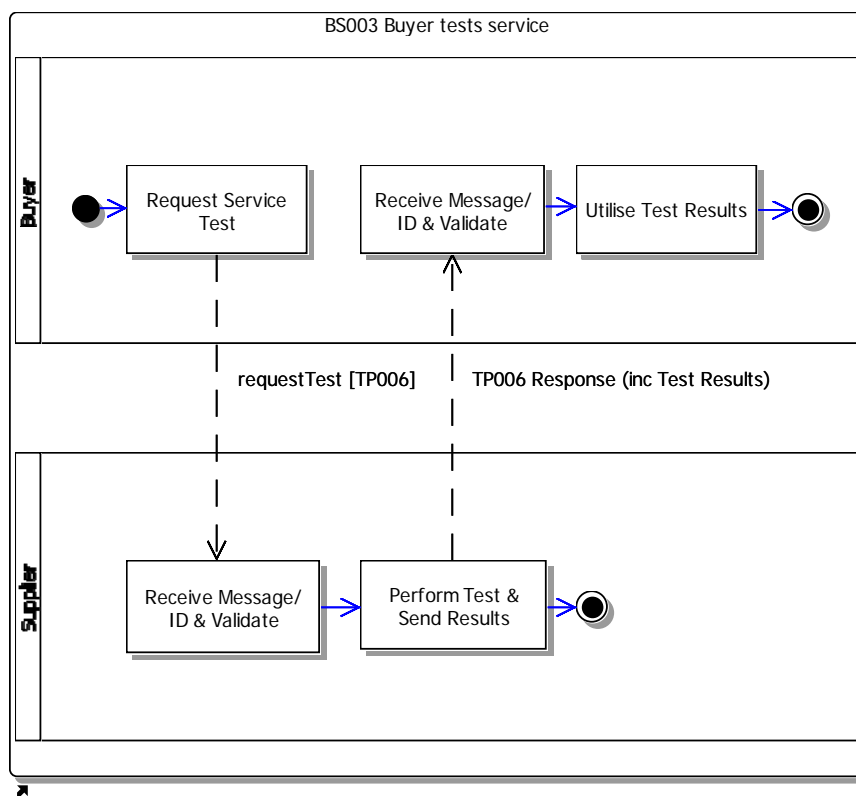 BS003 Buyer tests service
Buyer
Request Service
Test
Receive Message/
ID & Validate
Utilise Test Results
requestTest [TP006]
TP006 Response (inc Test Results)
Supplier
Receive Message/
ID & Validate
Perform Test &
Send Results